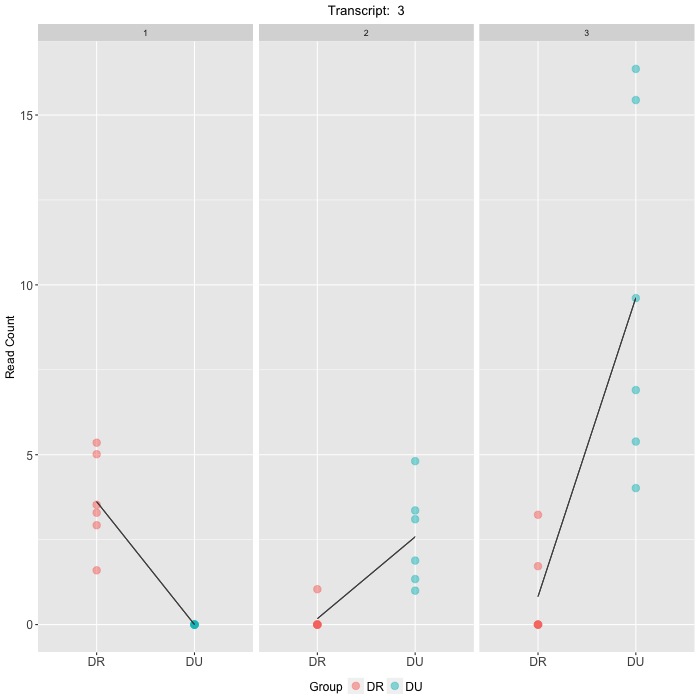 Transcript: 3
1 2 3
15
10
5
0
Read Count
DR DU DR DU DR DU
Group DR DU